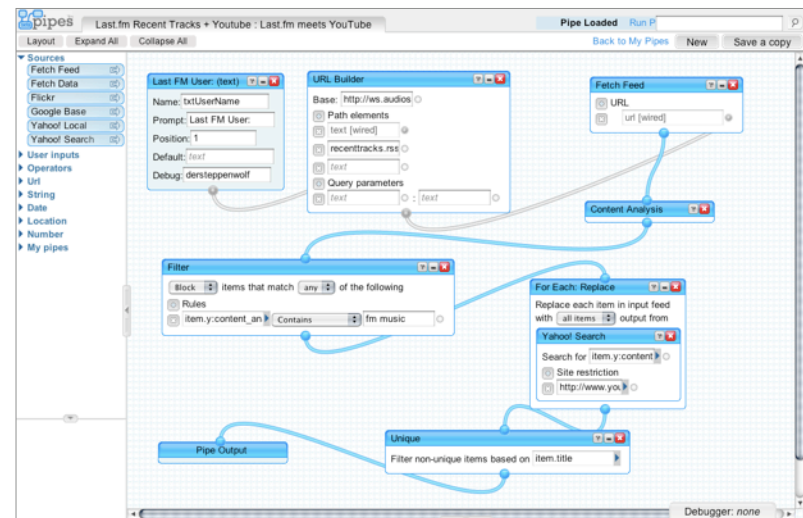 pipes Last.fm Recent Tracks + Youtube : Last.fm meets YouTube Pipe Loaded Run P
Layout Expand All Collapse All Back to My Pipes New Save a copy
Sources
Fetch Feed
Fetch Data
Flickr
Google Base
Yahoo! Local
Yahoo! Search
User inputs
Operators
Url
String
Date
Location
Number
My pipes
Last FM User: (text)
Name: txtUserName
Prompt: Last FM User:
Position: 1
Default: text
Debug: dersteppenwolf
URL Builder
Base: http://ws.audios
Path elements
text [wired]
recenttracks.rss
text
Query parameters
text : text
Fetch Feed
URL
url [wired]
Content Analysis
Filter
Block items that match any of the following
Rules
item.y:content_an Contains fm music
For Each: Replace
Replace each item in input feed
with all items output from
Yahoo! Search
Search for item.y:content
Site restriction
http://www.you
Unique
Filter non-unique items based on item.title
Pipe Output
Debugger: none